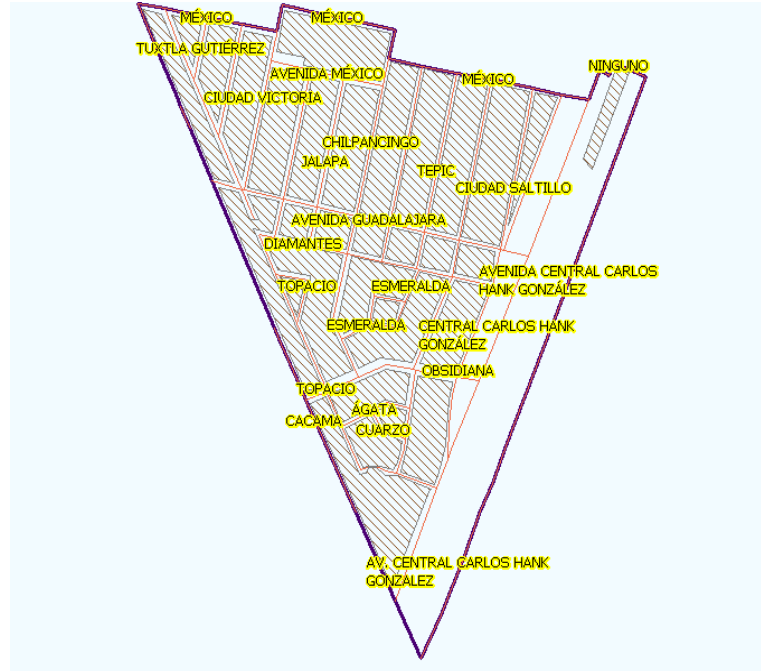 MÉXICO
MÉXICO
TUXTLA GUTIÉRREZ
NINGUNO
AVENIDA MÉXICO
MÉXICO
CIUDAD VICTORIA
CHILPANCINGO
JALAPA
TEPIC
CIUDAD SALTILLO
AVENIDA GUADALAJARA
DIAMANTES
AVENIDA CENTRAL CARLOS
HANK GONZÁLEZ
TOPACIO
ESMERALDA
ESMERALDA
CENTRAL CARLOS HANK
GONZÁLEZ
OBSIDIANA
TOPACIO
ÁGATA
CACAMA
CUARZO
AV. CENTRAL CARLOS HANK
GONZÁLEZ